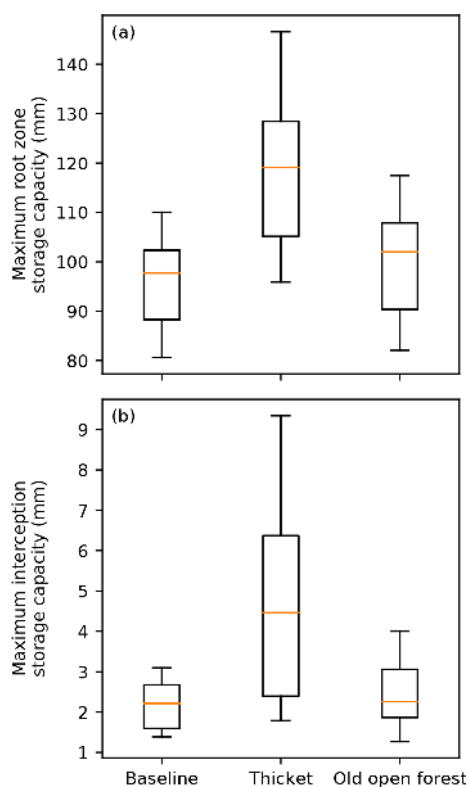 (a)
140
130
120
110
100
90
80
Maximum root zone
storage capacity (mm)
(b)
9
8
7
6
5
4
3
2
1
Maximum interception
storage capacity (mm)
Baseline Thicket Old open forest